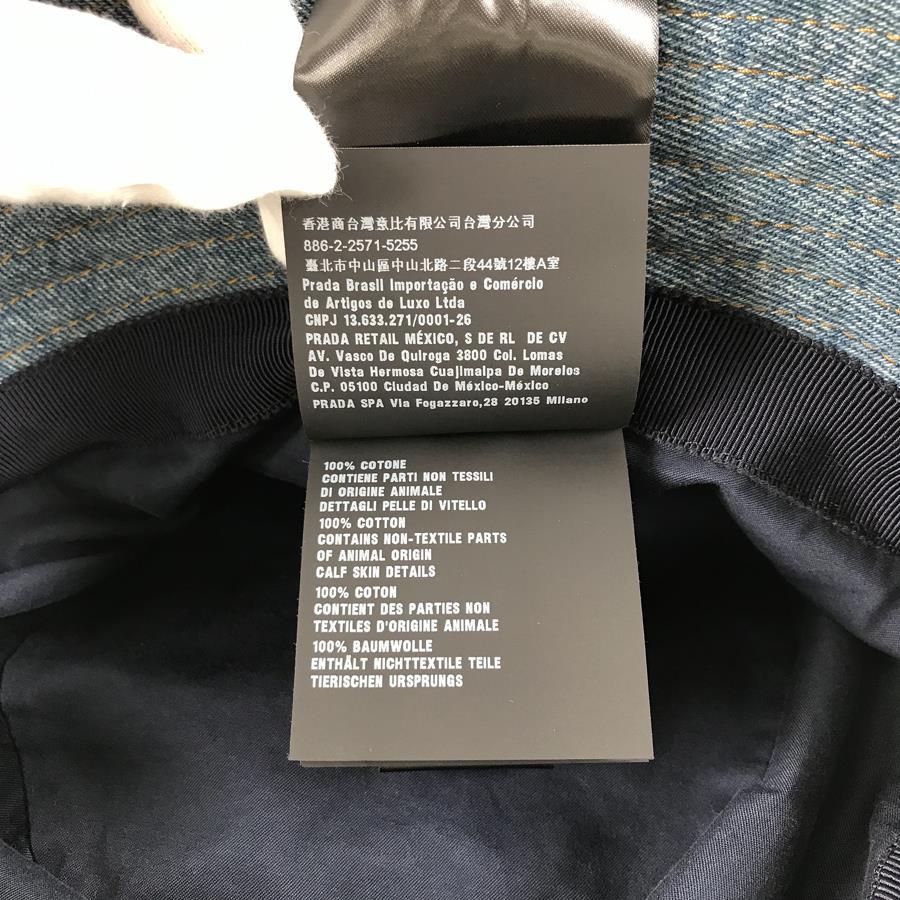 香港商台灣意比有限公司台灣分公司
886-2-2571-5255
臺北市中山區中山北路二段44號12樓A室
Prada Brasil Importação e Comércio
de Artigos de Luxo Ltda
CNPJ 13.633.271/0001-26
PRADA RETAIL MÉXICO, S DE RL DE CV
AV. Vasco De Quiroga 3800 Col. Lomas
De Vista Hermosa Cuajimalpa De Morelos
C.P. 05100 Ciudad De México-México
PRADA SPA Via Fogazzaro,28 20135 Milano
100% COTONE
CONTIENE PARTI NON TESSILI
DI ORIGINE ANIMALE
DETTAGLI PELLE DI VITELLO
100% COTTON
CONTAINS NON-TEXTILE PARTS
OF ANIMAL ORIGIN
CALF SKIN DETAILS
100% COTON
CONTIENT DES PARTIES NON
TEXTILES D'ORIGINE ANIMALE
100% BAUMWOLLE
ENTHÄLT NICHTTEXTILE TEILE
TIERISCHEN URSPRUNGS